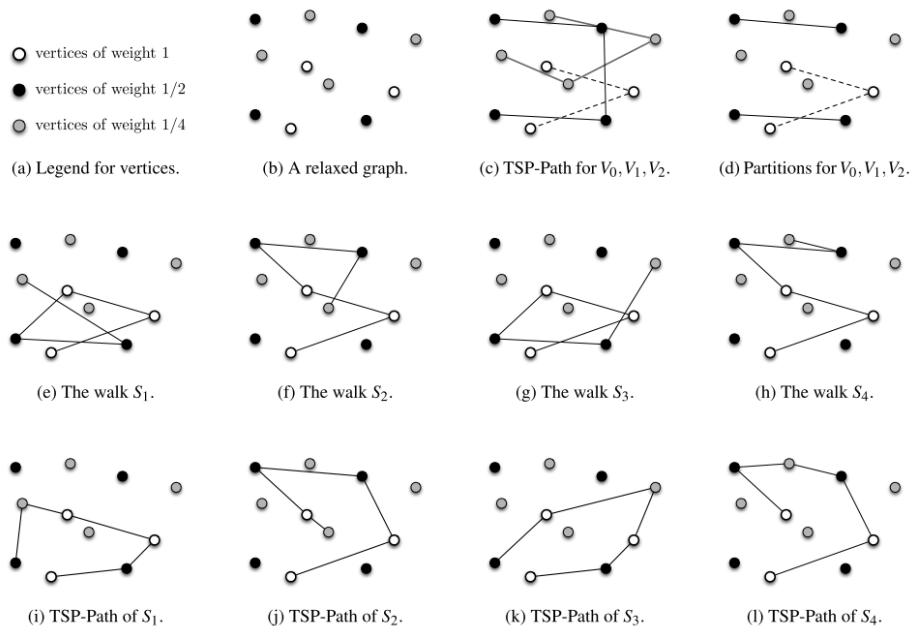 vertices of weight 1
vertices of weight 1/2
vertices of weight 1/4
(a) Legend for vertices.
(b) A relaxed graph.
(c) TSP-Path for V₀,V₁,V₂.
(d) Partitions for V₀,V₁,V₂.
(e) The walk S₁.
(f) The walk S₂.
(g) The walk S₃.
(h) The walk S₄.
(i) TSP-Path of S₁.
(j) TSP-Path of S₂.
(k) TSP-Path of S₃.
(l) TSP-Path of S₄.